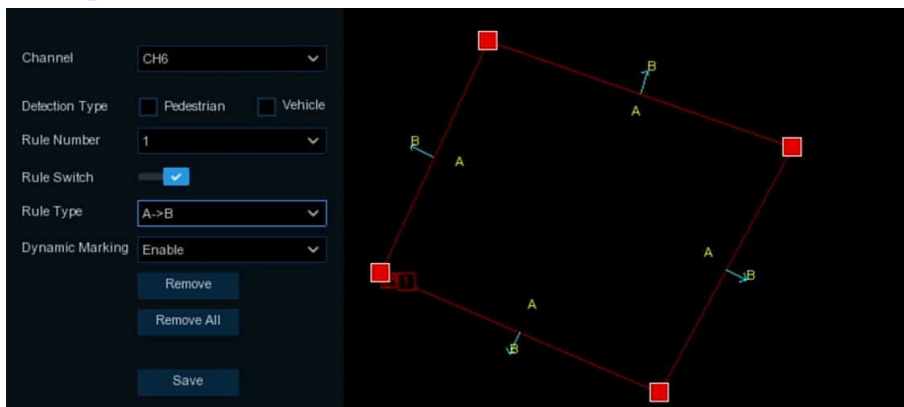 Channel CH6
Detection Type Pedestrian Vehicle
Rule Number 1
Rule Switch
Rule Type A->B
Dynamic Marking Enable
Remove
Remove All
Save
B
A
B
A
A
B
A
B
1